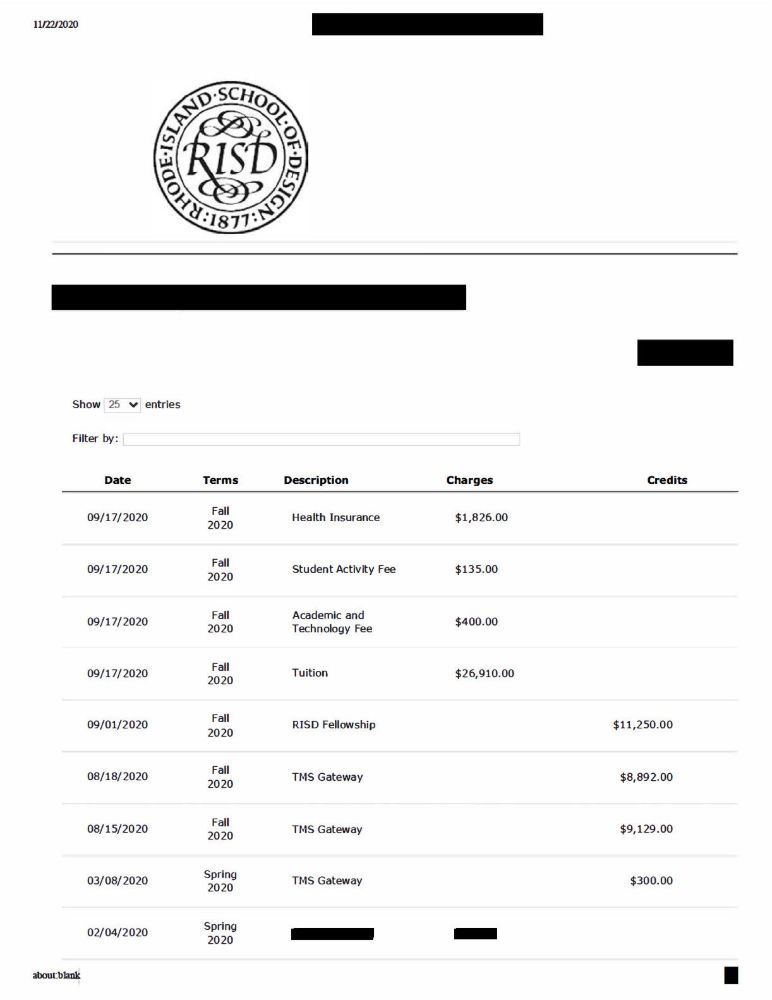 11/22/2020
RHODE·ISLAND·SCHOOL·OF·DESIGN:1877:
RISD
Show 25 entries
Filter by:
Date Terms Description Charges Credits
09/17/2020 Fall 2020 Health Insurance $1,826.00
09/17/2020 Fall 2020 Student Activity Fee $135.00
09/17/2020 Fall 2020 Academic and Technology Fee $400.00
09/17/2020 Fall 2020 Tuition $26,910.00
09/01/2020 Fall 2020 RISD Fellowship $11,250.00
08/18/2020 Fall 2020 TMS Gateway $8,892.00
08/15/2020 Fall 2020 TMS Gateway $9,129.00
03/08/2020 Spring 2020 TMS Gateway $300.00
02/04/2020 Spring 2020
about:blank